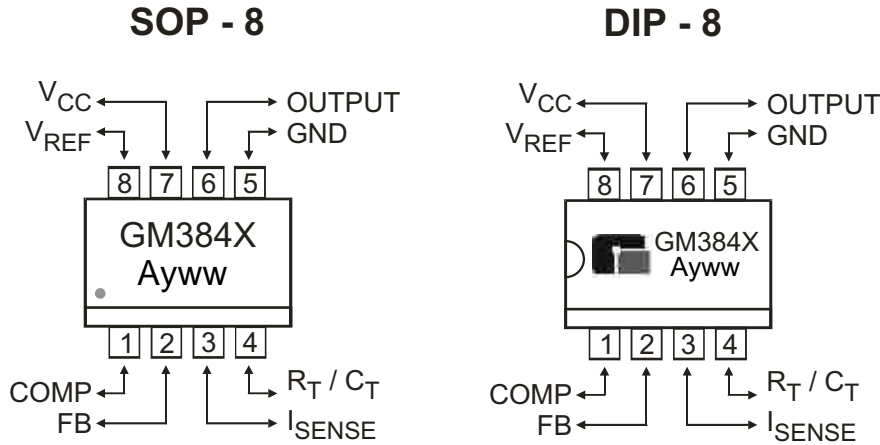 SOP - 8
VCC
VREF
OUTPUT
GND
8 7 6 5
GM384X
Ayww
1 2 3 4
COMP
FB
RT / CT
ISENSE
DIP - 8
VCC
VREF
OUTPUT
GND
8 7 6 5
GM384X
Ayww
1 2 3 4
COMP
FB
RT / CT
ISENSE